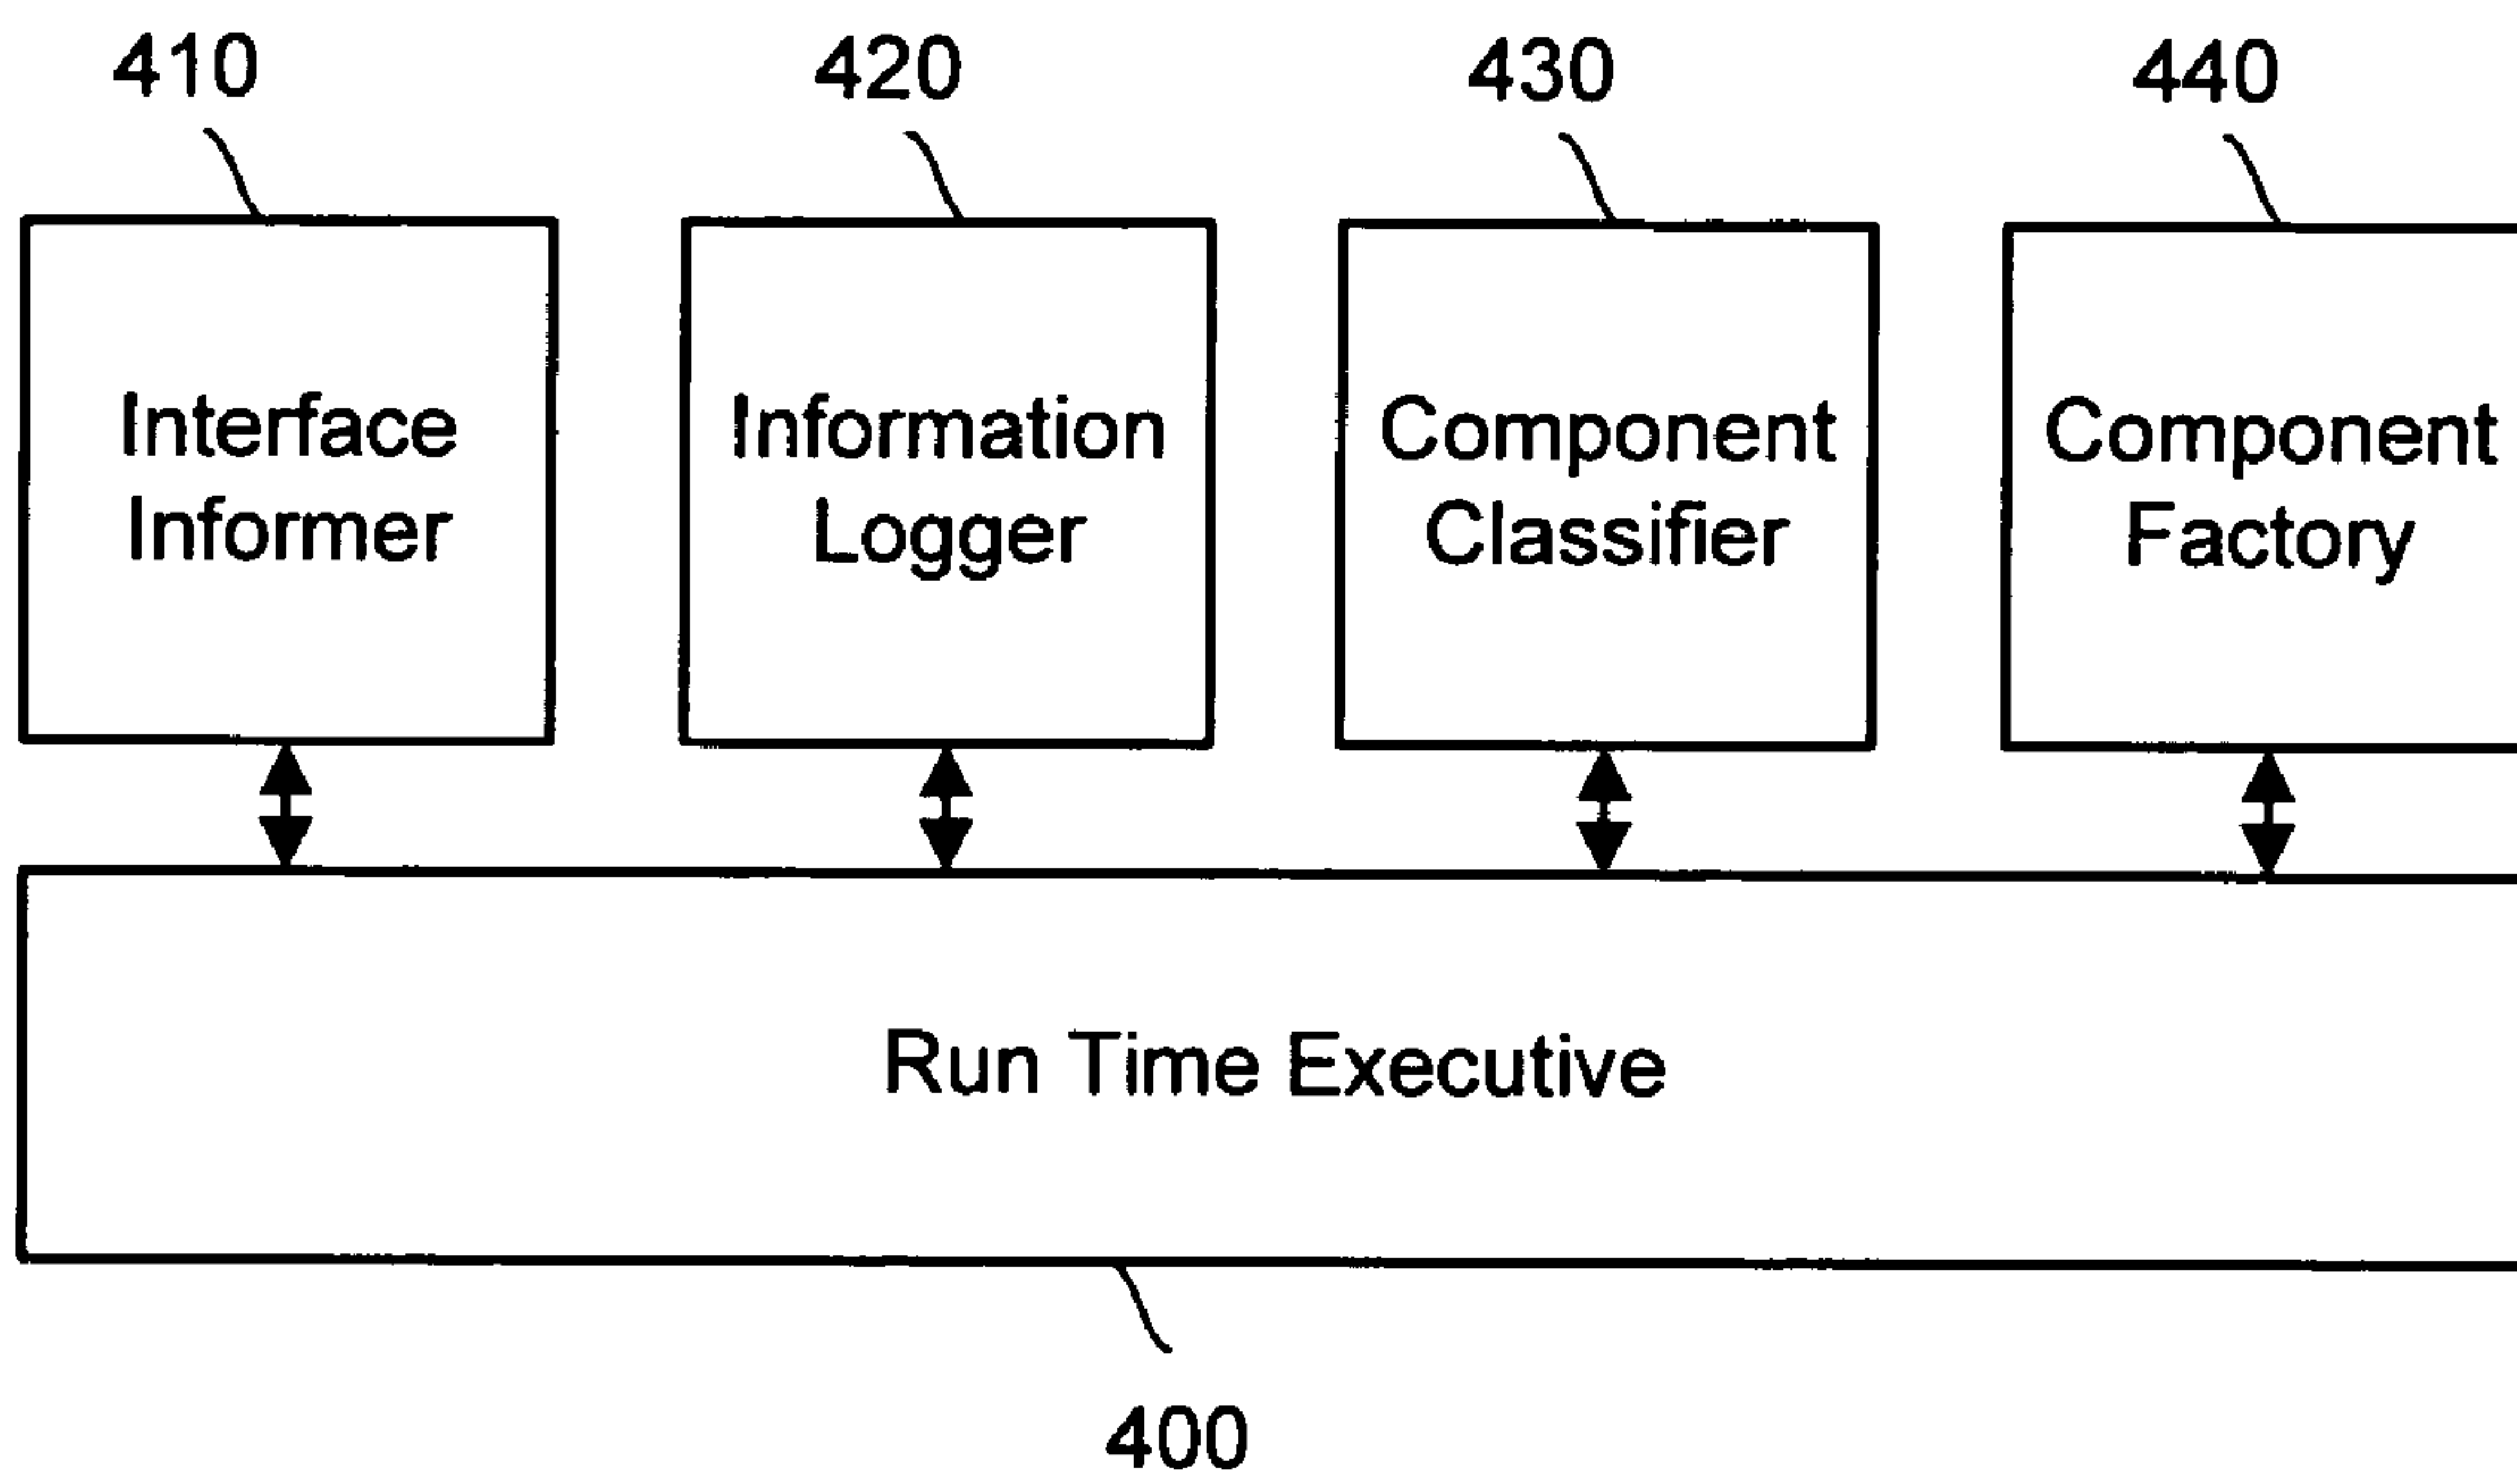 410
420
430
440
Interface
Informer
Information
Logger
Component
Classifier
Component
Factory
Run Time Executive
400